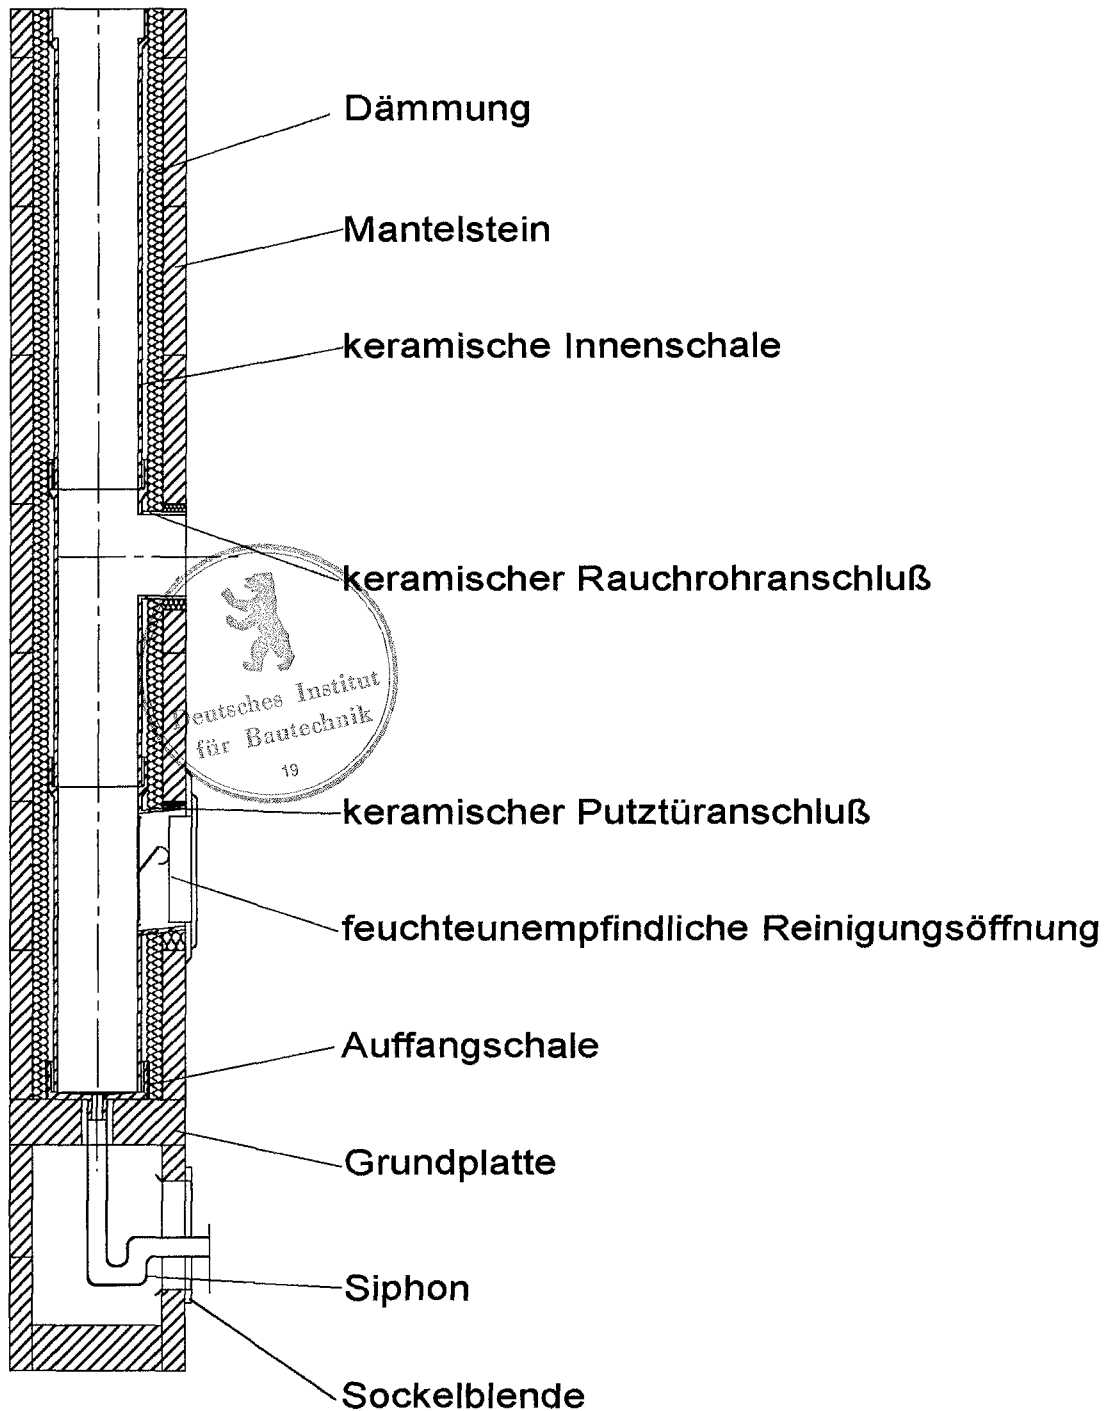 Dämmung
Mantelstein
keramische Innenschale
keramischer Rauchrohranschluß
Deutsches Institut
für Bautechnik
19
keramischer Putztüranschluß
feuchteunempfindliche Reinigungsöffnung
Auffangschale
Grundplatte
Siphon
Sockelblende